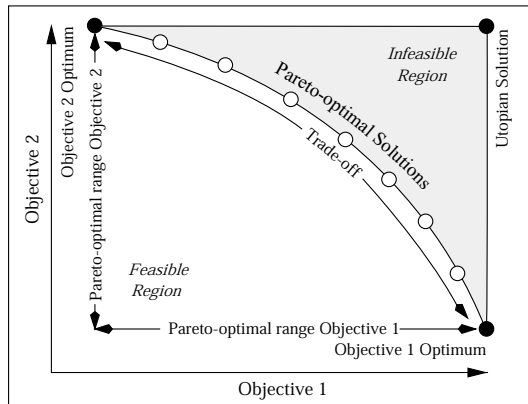 Infeasible
Region
Pareto-optimal Solutions
Trade-off
Utopian Solution
Objective 2 Optimum
Pareto-optimal range Objective 2
Objective 2
Feasible
Region
Pareto-optimal range Objective 1
Objective 1 Optimum
Objective 1